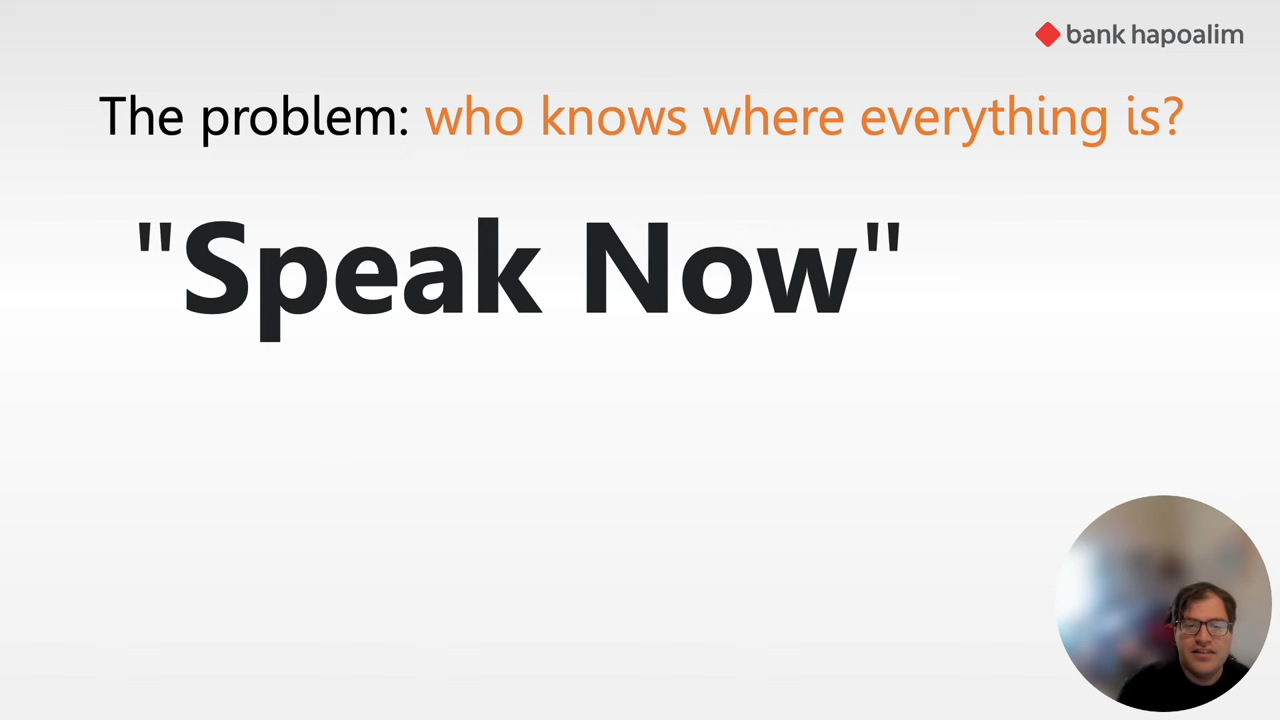 bank hapoalim
The problem: who knows where everything is?
"Speak Now"